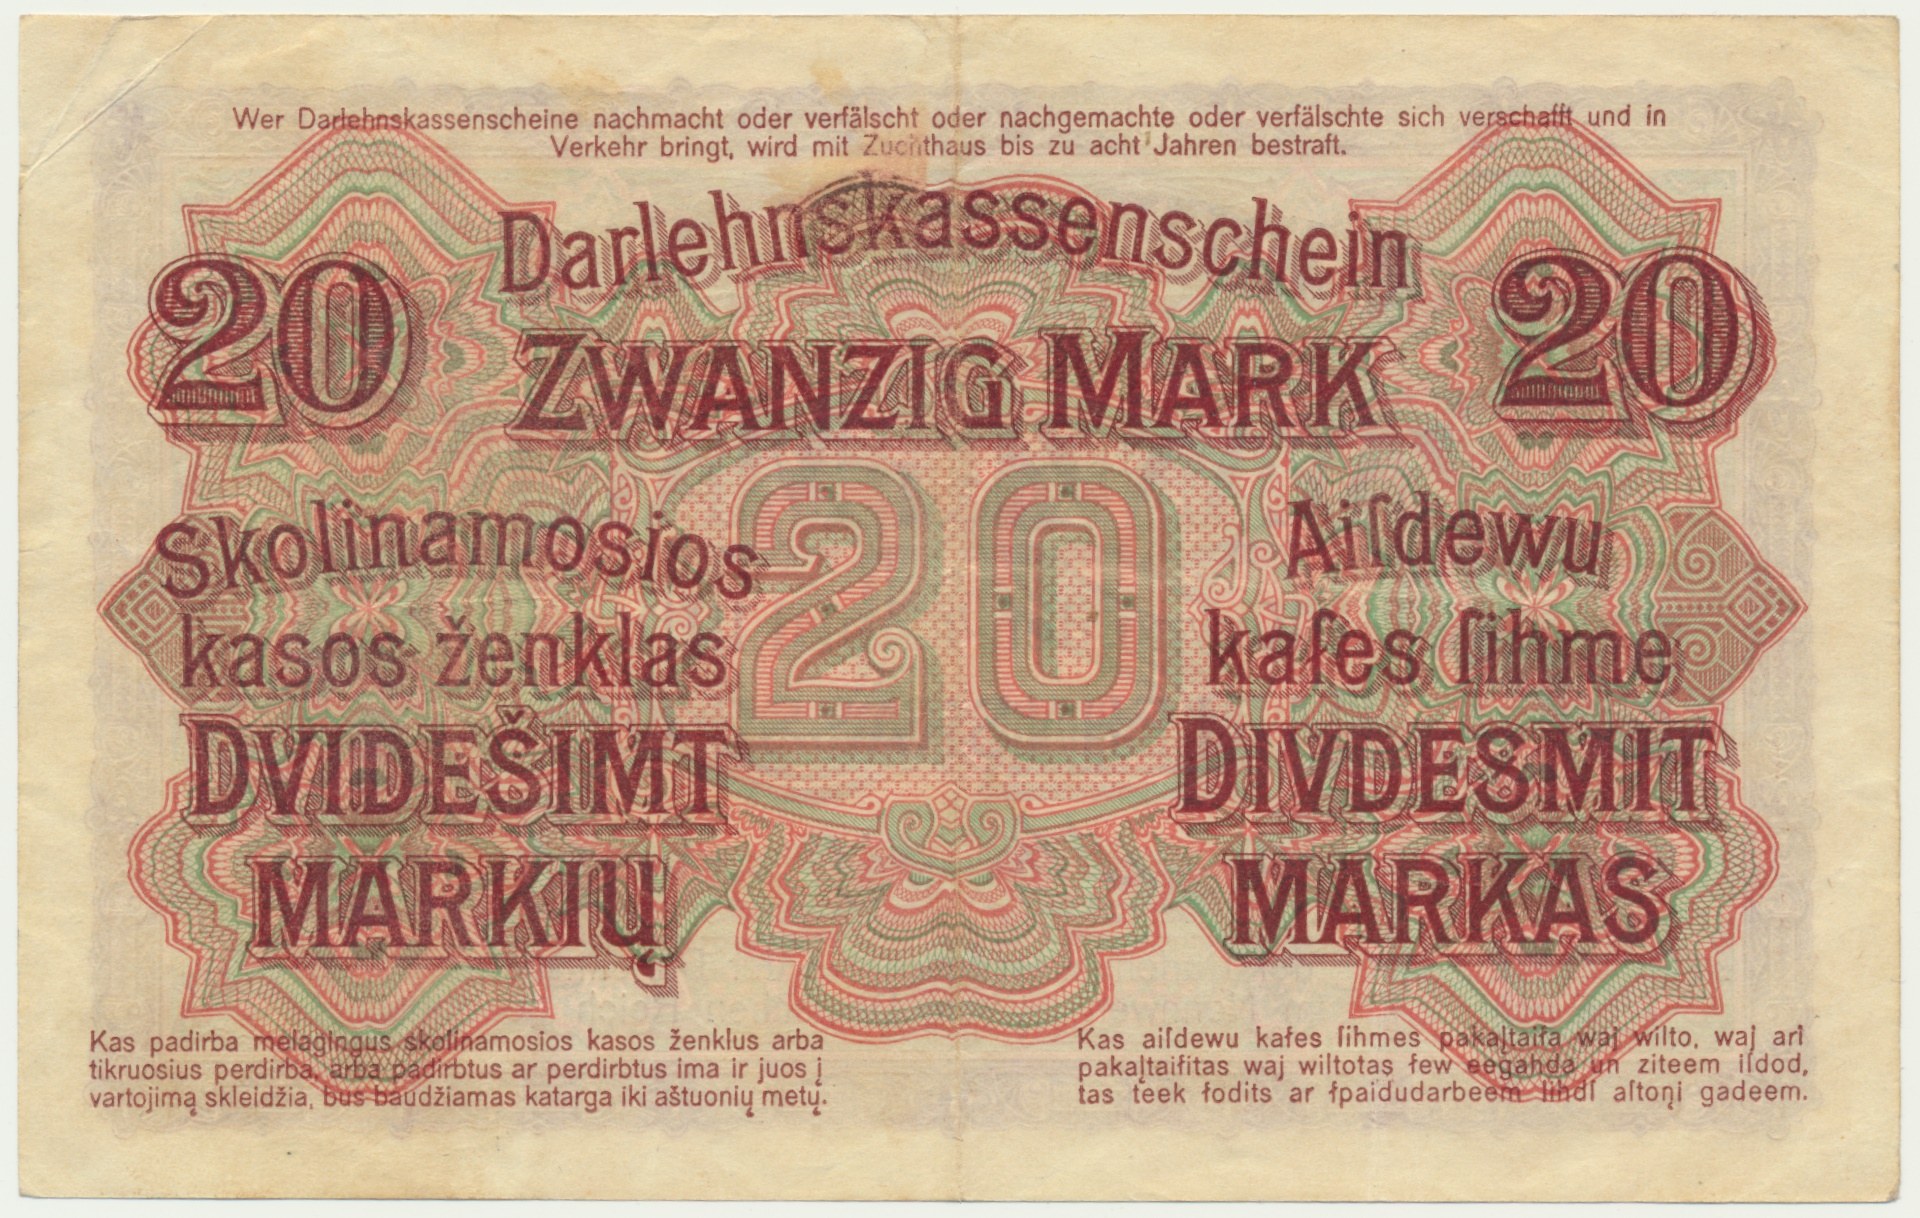 Wer Darlehnskassenscheine nachmacht oder verfälscht oder nachgemachte oder verfälschte sich verschafft und in
Verkehr bringt, wird mit Zuchthaus bis zu acht Jahren bestraft.
Darlehnskassenschein
20 ZWANZIG MARK 20
20
Skolinamosios
kasos ženklas
DVIDEŠIMT
MARKIŲ
Aiſdewu
kaſes ſihme
DIVDESMIT
MARKAS
Kas padirba melagingus skolinamosios kasos ženklus arba
tikruosius perdirba, arba padirbtus ar perdirbtus ima ir juos į
vartojimą skleidžia, bus baudžiamas katarga iki aštuonių metų.
Kas aiſdewu kaſes ſihmes pakaļtaiſa waj wilto, waj arī
pakaļtaiſitas waj wiltotas ſew eegahda un ziteem iſdod,
tas teek ſodits ar ſpaidudarbeem lihdſ aſtoņi gadeem.